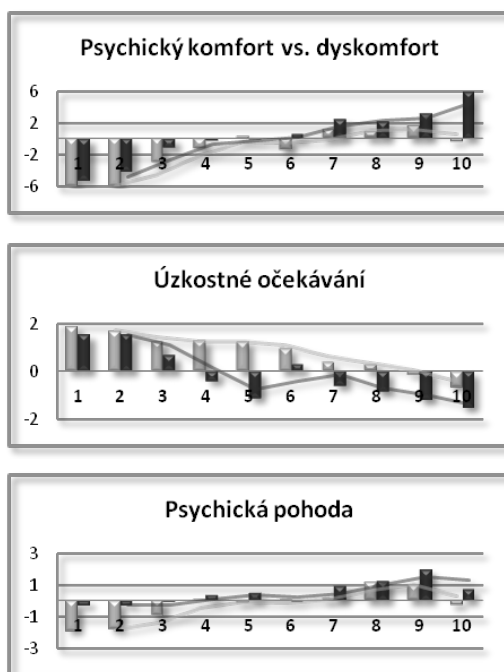 Psychický komfort vs. dyskomfort
6
2
-2
-6
1 2 3 4 5 6 7 8 9 10
Úzkostné očekávání
2
0
-2
1 2 3 4 5 6 7 8 9 10
Psychická pohoda
3
1
-1
-3
1 2 3 4 5 6 7 8 9 10